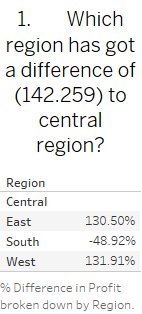 1. Which
region has got
a difference of
(142.259) to
central
region?
Region
Central
East 130.50%
South -48.92%
West 131.91%
% Difference in Profit
broken down by Region.